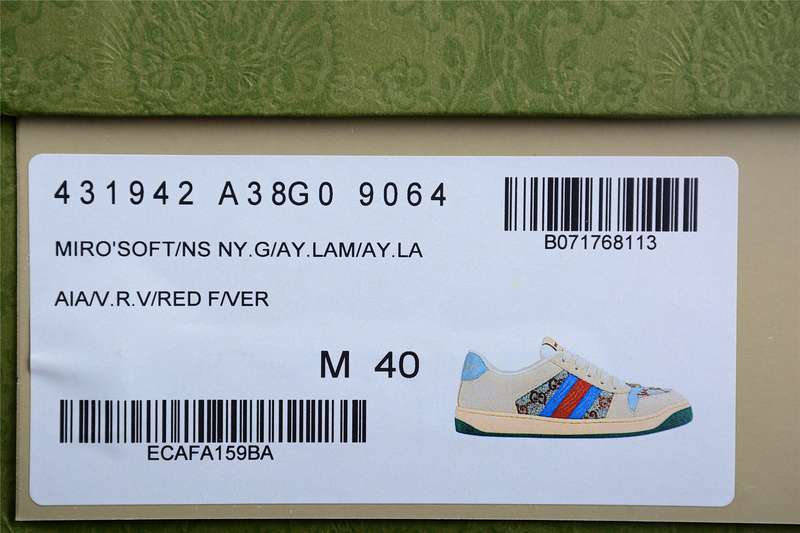 431942 A38G0 9064
B071768113
MIRO'SOFT/NS NY.G/AY.LAM/AY.LA
AIA/V.R.V/RED F/VER
M 40
ECAFA159BA